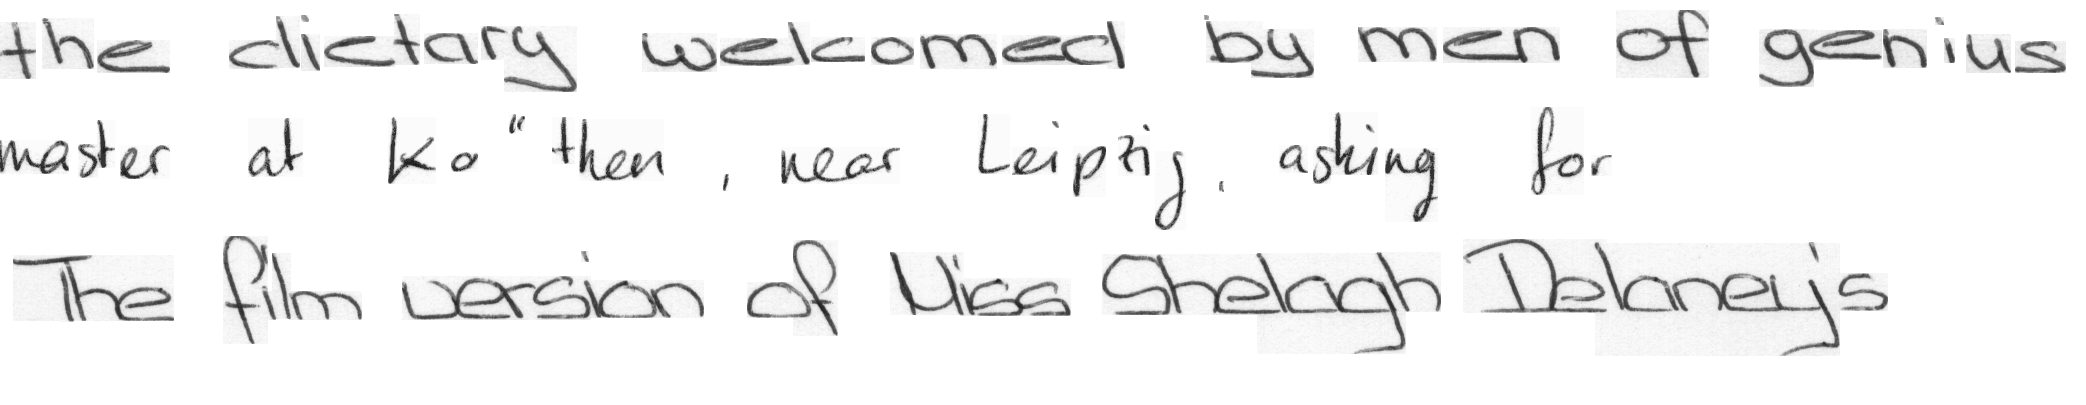 the dietary welcomed by men of genius
master at Ko"then, near Leipzig, asking for
The film version of Miss Shelagh Delaney's